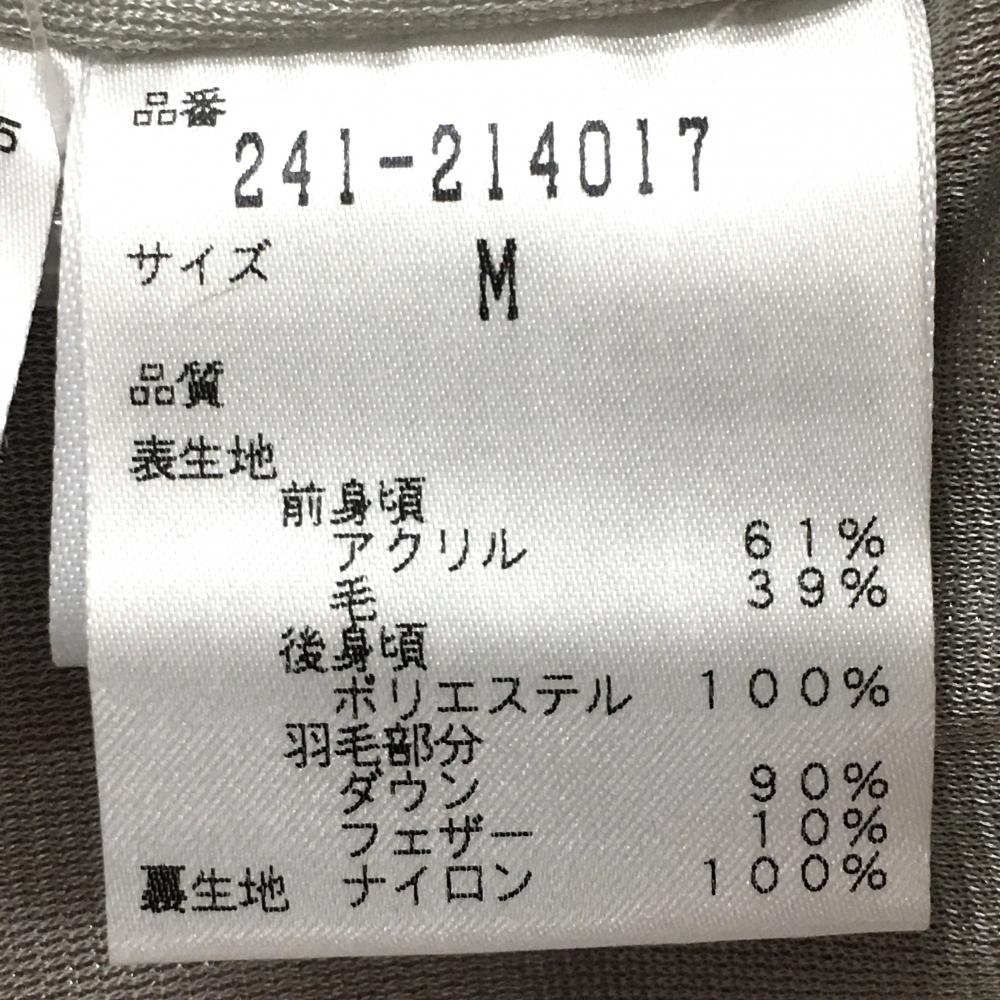 品番
241-214017
サイズ M
品質
表生地
前身頃
アクリル 61%
毛 39%
後身頃
ポリエステル 100%
羽毛部分
ダウン 90%
フェザー 10%
裏生地 ナイロン 100%